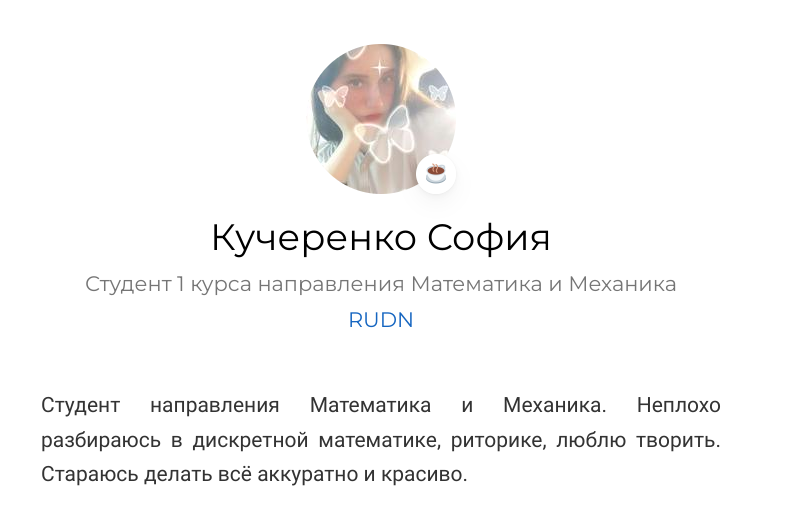 Кучеренко София
Студент 1 курса направления Математика и Механика
RUDN
Студент направления Математика и Механика. Неплохо
разбираюсь в дискретной математике, риторике, люблю творить.
Стараюсь делать всё аккуратно и красиво.